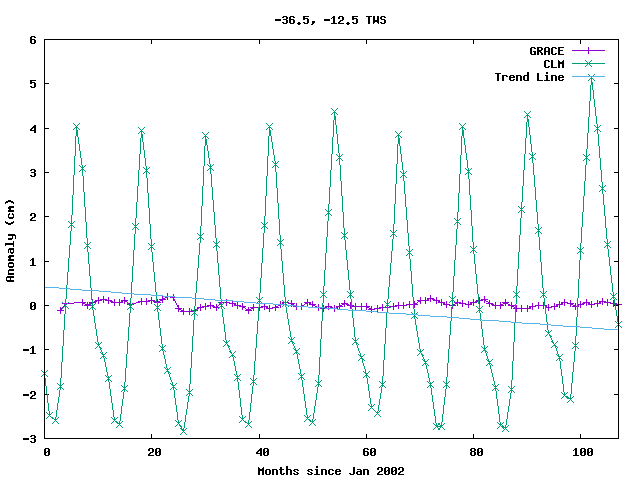 -36.5, -12.5 TWS
GRACE
CLM
Trend Line
6
5
4
3
2
1
0
-1
-2
-3
Anomaly (cm)
0 20 40 60 80 100
Months since Jan 2002